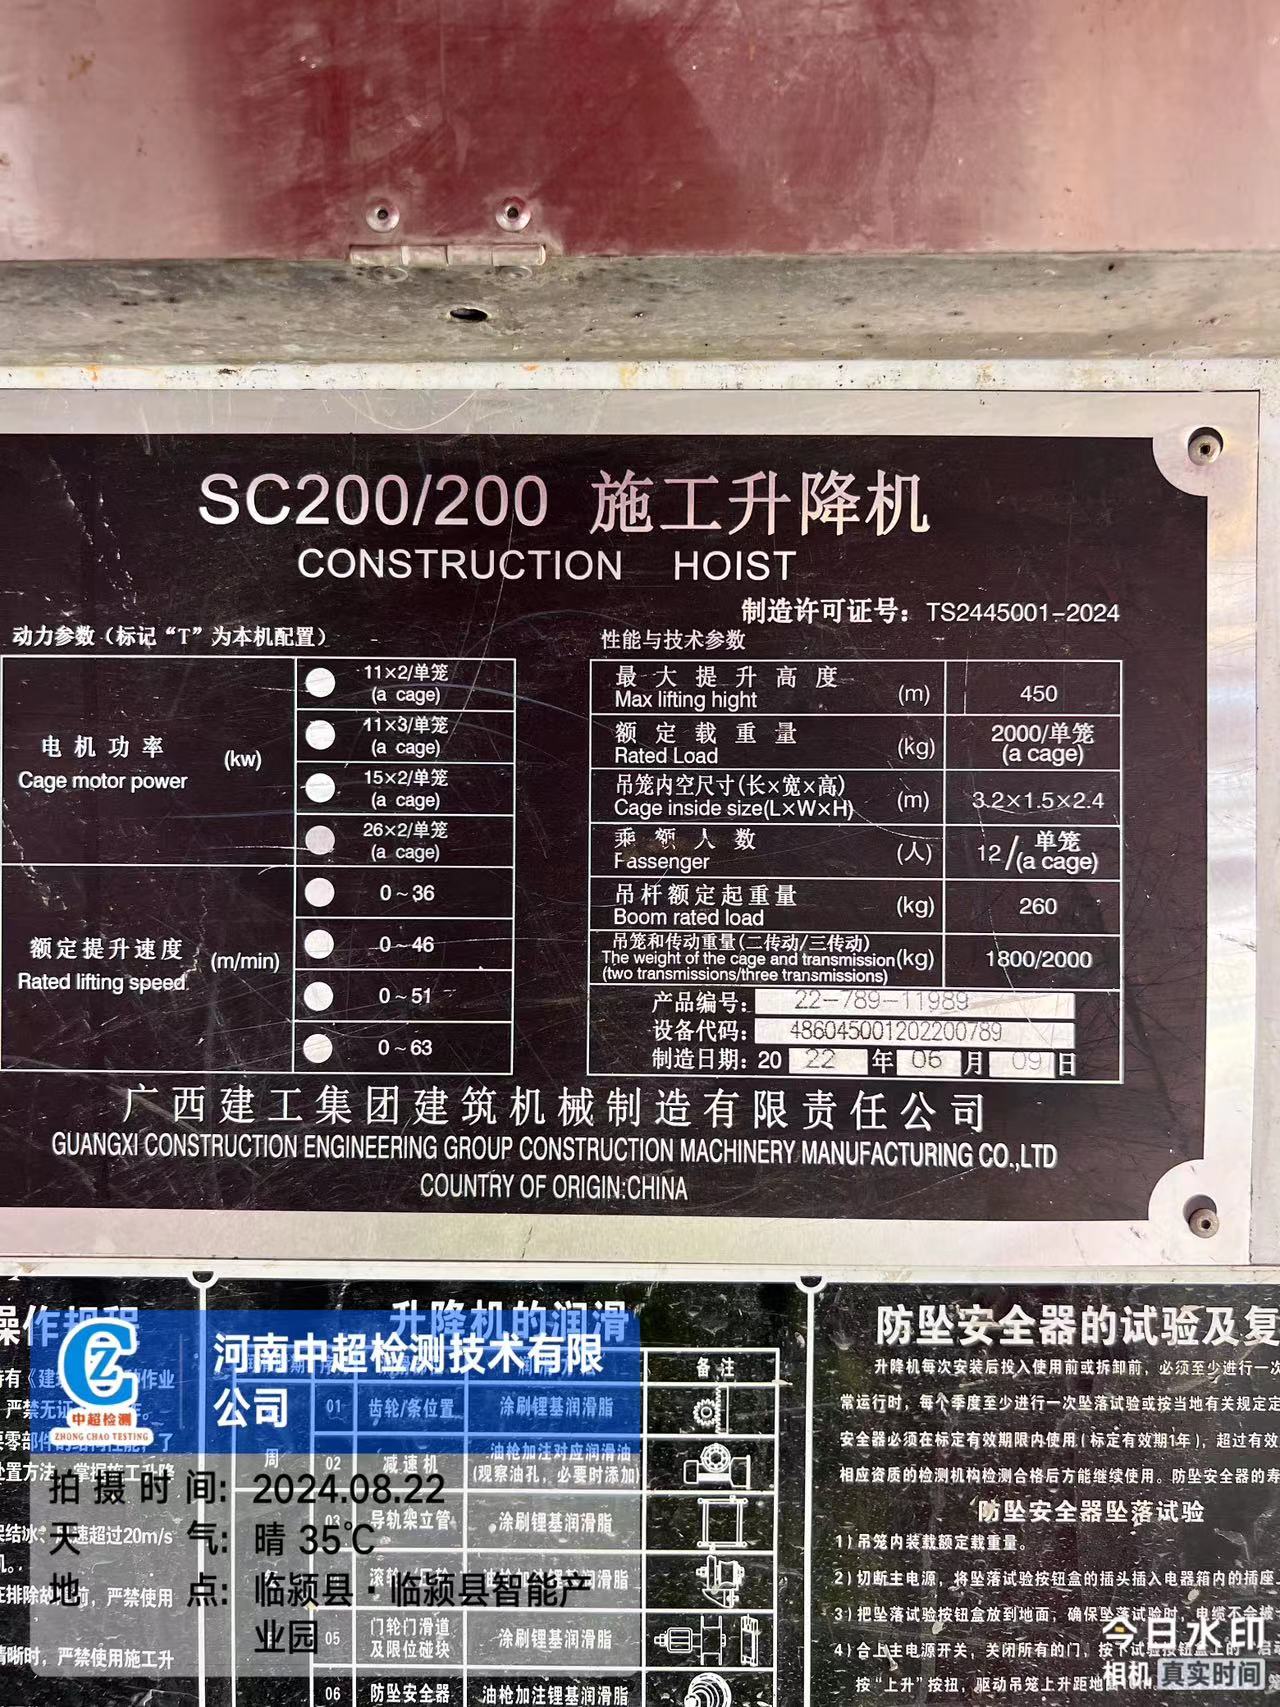 SC200/200 施工升降机
CONSTRUCTION HOIST
制造许可证号：TS2445001-2024
动力参数（标记“T”为本机配置）
电机功率 (kw)
Cage motor power
11×2/单笼
(a cage)
11×3/单笼
(a cage)
15×2/单笼
(a cage)
26×2/单笼
(a cage)
额定提升速度 (m/min)
Rated lifting speed
0~36
0~46
0~51
0~63
性能与技术参数
最大提升高度 (m) 450
Max lifting hight
额定载重量 (kg) 2000/单笼
Rated Load (a cage)
吊笼内空尺寸(长×宽×高) (m) 3.2×1.5×2.4
Cage inside size(L×W×H)
乘额人数 (人) 12/单笼
Passenger (a cage)
吊杆额定起重量 (kg) 260
Boom rated load
吊笼和传动重量(二传动/三传动)
The weight of the cage and transmission (kg) 1800/2000
(two transmissions/three transmissions)
产品编号：22-789-11989
设备代码：486045001202200789
制造日期：2022年06月09日
广西建工集团建筑机械制造有限责任公司
GUANGXI CONSTRUCTION ENGINEERING GROUP CONSTRUCTION MACHINERY MANUFACTURING CO.,LTD
COUNTRY OF ORIGIN:CHINA
升降机的润滑
备注
周
01 齿轮/条位置 涂刷锂基润滑脂
02 减速机 油枪加注对应润滑油
(观察油孔，必要时添加)
03 导轨架立管 涂刷锂基润滑脂
05 门轮门滑道 涂刷锂基润滑脂
及限位碰块
06 防坠安全器 油枪加注锂基润滑脂
防坠安全器的试验及复
升降机每次安装后投入使用前或拆卸前，必须至少进行一次
常运行时，每个季度至少进行一次坠落试验或按当地有关规定定
安全器必须在标定有效期限内使用(标定有效期1年)，超过有效
相应资质的检测机构检测合格后方能继续使用。防坠安全器的寿
防坠安全器坠落试验
1)吊笼内装载额定载重量。
2)切断主电源，将坠落试验按钮盒的插头插入电器箱内的插座
3)把坠落试验按钮盒放到地面，确保坠落试验时，电缆不会被
4)合上主电源开关，关闭所有的门，按下试验按钮盒上的“启动
按“上升”按扭，驱动吊笼上升距地
河南中超检测技术有限
公司
中超检测
ZHONG CHAO TESTING
拍摄时间：2024.08.22
天气：晴 35℃
地点：临颍县·临颍县智能产
业园
严禁使用
严禁使用施工升
今日水印
相机 真实时间